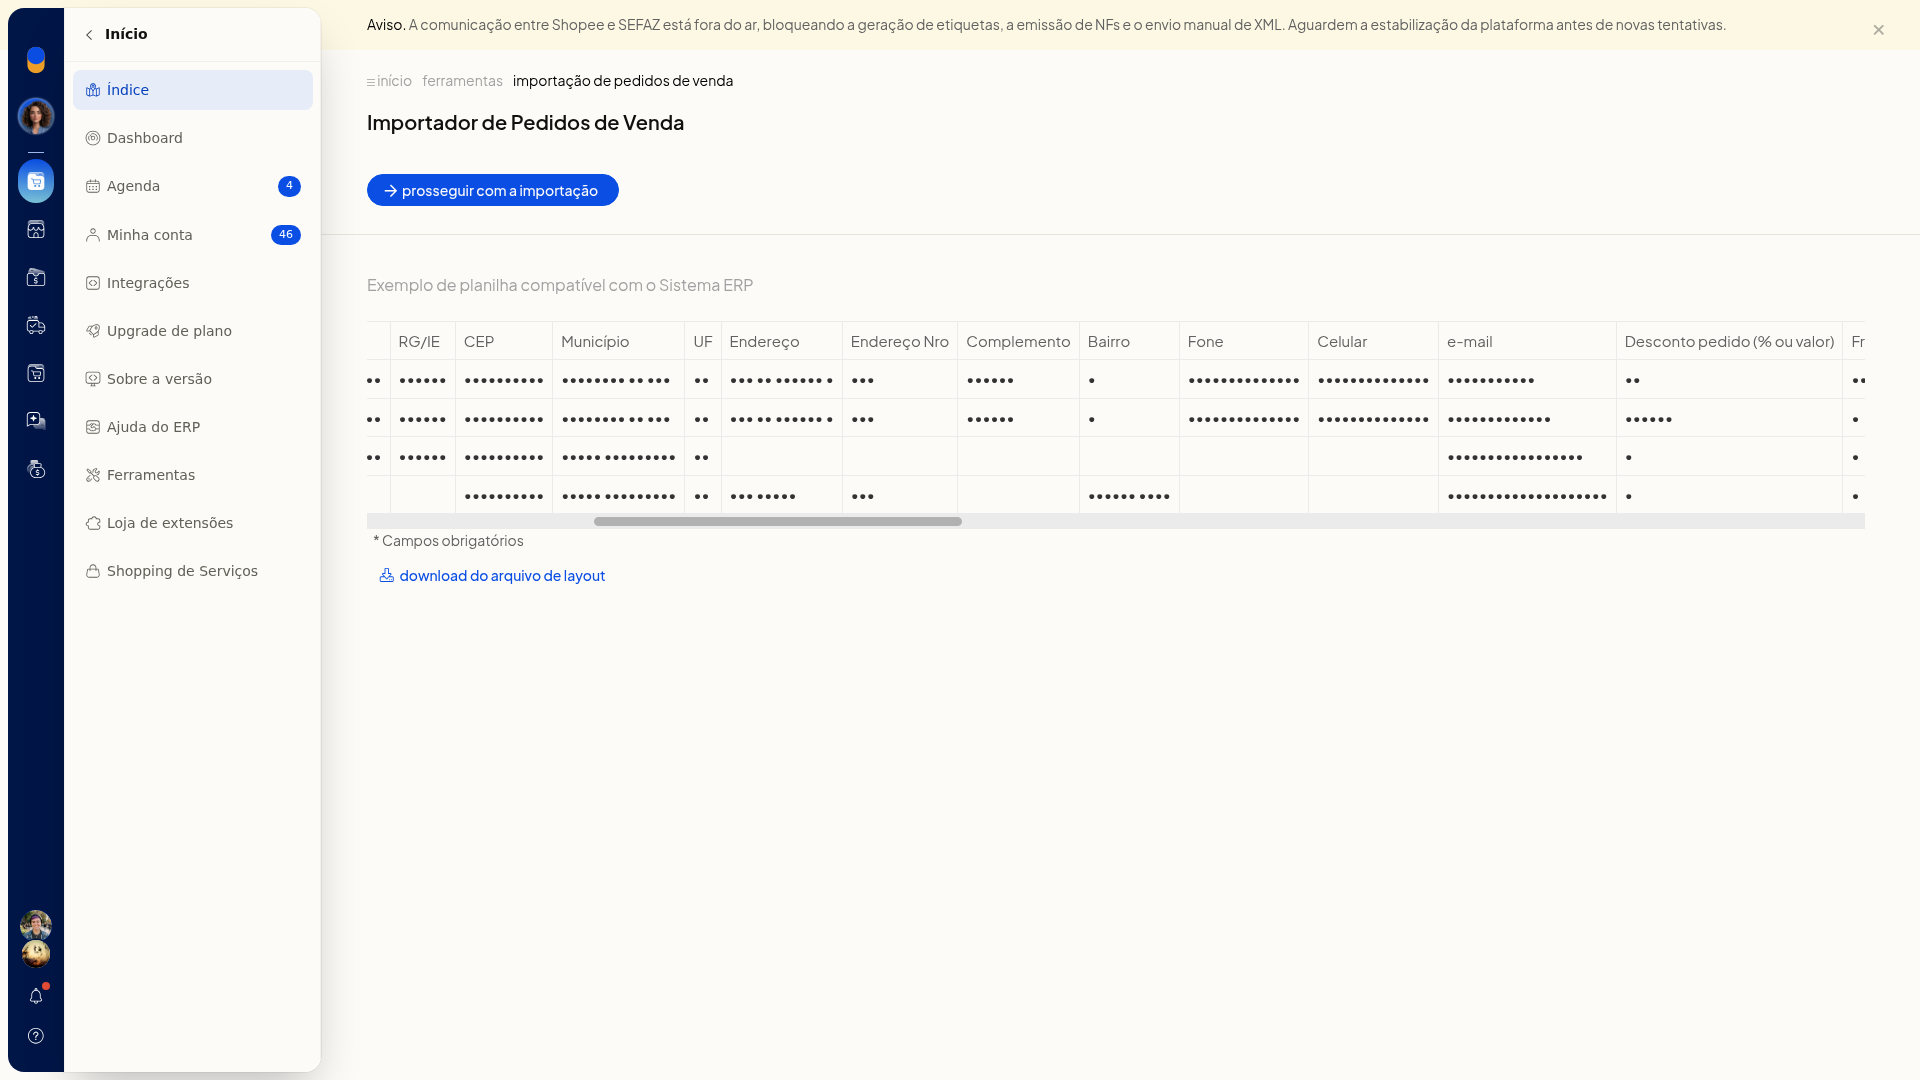 Início
Índice
Dashboard
Agenda 4
Minha conta 46
Integrações
Upgrade de plano
Sobre a versão
Ajuda do ERP
Ferramentas
Loja de extensões
Shopping de Serviços
Aviso. A comunicação entre Shopee e SEFAZ está fora do ar, bloqueando a geração de etiquetas, a emissão de NFs e o envio manual de XML. Aguardem a estabilização da plataforma antes de novas tentativas.
início ferramentas importação de pedidos de venda
Importador de Pedidos de Venda
prosseguir com a importação
Exemplo de planilha compatível com o Sistema ERP
RG/IE CEP Município UF Endereço Endereço Nro Complemento Bairro Fone Celular e-mail Desconto pedido (% ou valor) Fr
•• •••••• •••••••••• •••••••• •• ••• •• ••• •• •••••• • ••• •••••• • •••••••••••••• •••••••••••••• ••••••••••• •• ••
•• •••••• •••••••••• •••••••• •• ••• •• ••• •• •••••• • ••• •••••• • •••••••••••••• •••••••••••••• ••••••••••••• •••••• •
•• •••••• •••••••••• ••••• ••••••••• •• ••••••••••••••••• • •
•••••••••• ••••• ••••••••• •• ••• ••••• ••• •••••• •••• •••••••••••••••••••• • •
* Campos obrigatórios
download do arquivo de layout